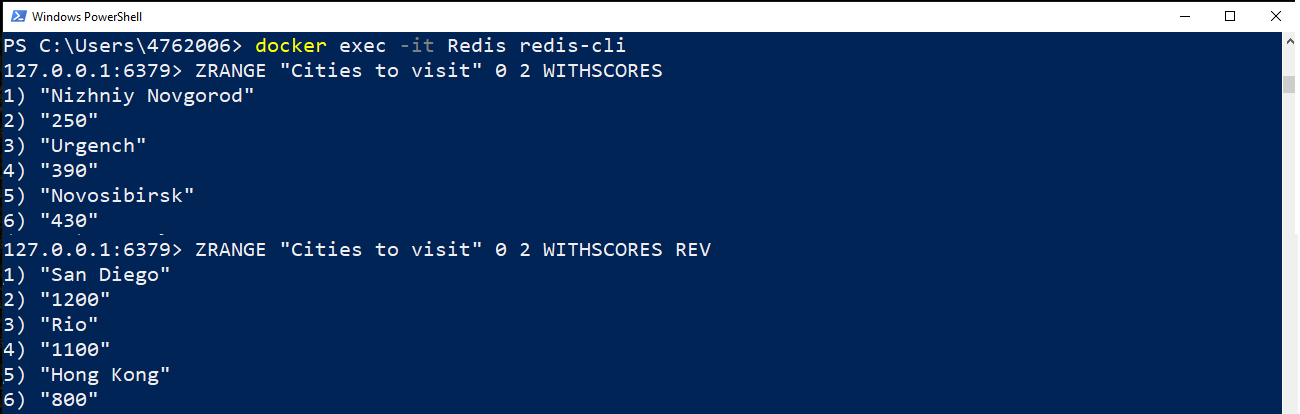 Windows PowerShell
PS C:\Users\4762006> docker exec -it Redis redis-cli
127.0.0.1:6379> ZRANGE "Cities to visit" 0 2 WITHSCORES
1) "Nizhniy Novgorod"
2) "250"
3) "Urgench"
4) "390"
5) "Novosibirsk"
6) "430"
127.0.0.1:6379> ZRANGE "Cities to visit" 0 2 WITHSCORES REV
1) "San Diego"
2) "1200"
3) "Rio"
4) "1100"
5) "Hong Kong"
6) "800"